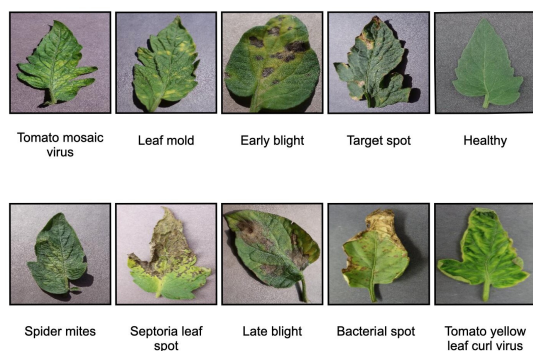 Tomato mosaic
virus
Leaf mold
Early blight
Target spot
Healthy
Spider mites
Septoria leaf
spot
Late blight
Bacterial spot
Tomato yellow
leaf curl virus